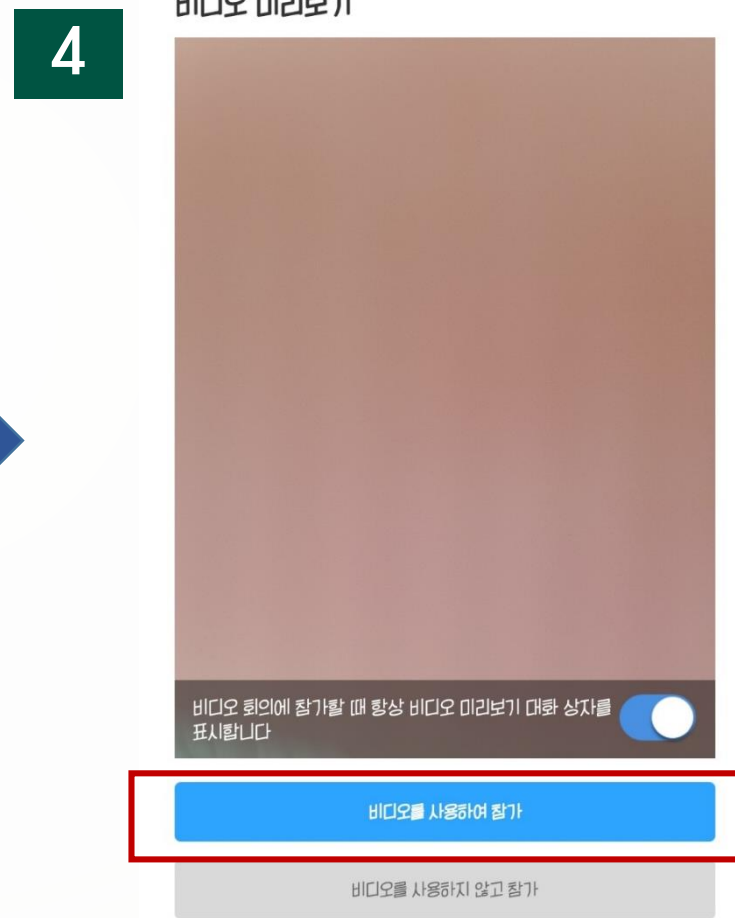 4
비디오 미리보기
비디오 회의에 참가할 때 항상 비디오 미리보기 대화 상자를
표시합니다
비디오를 사용하여 참가
비디오를 사용하지 않고 참가